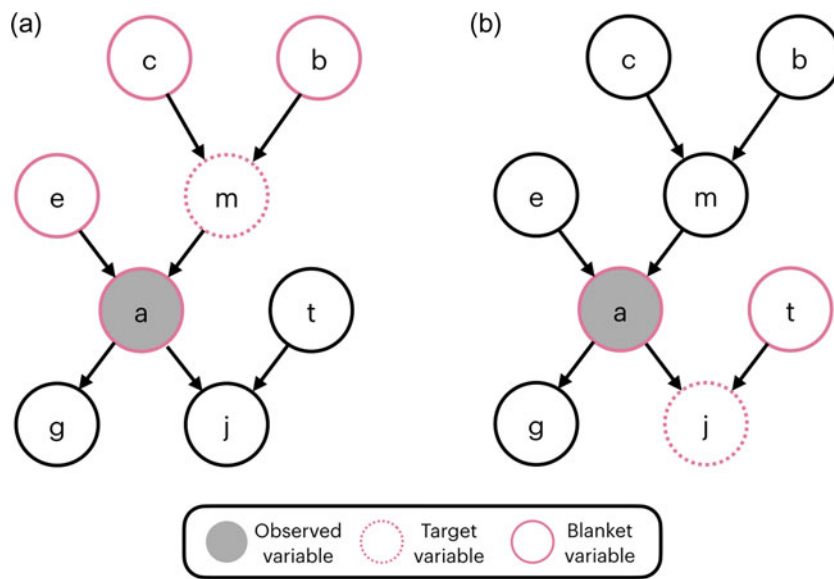 (a)
(b)
c
b
c
b
e
m
e
m
a
t
a
t
g
j
g
j
Observed
variable
Target
variable
Blanket
variable